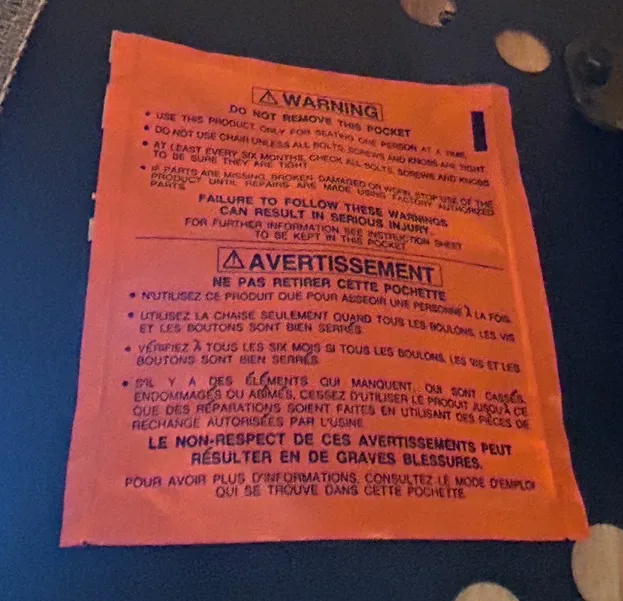 ⚠ WARNING
DO NOT REMOVE THIS POCKET
• USE THIS PRODUCT ONLY FOR SEATING ONE PERSON AT A TIME.
• DO NOT USE CHAIR UNLESS ALL BOLTS, SCREWS AND KNOBS ARE TIGHT.
• AT LEAST EVERY SIX MONTHS, CHECK ALL BOLTS, SCREWS AND KNOBS
TO BE SURE THEY ARE TIGHT.
• IF PARTS ARE MISSING, BROKEN, DAMAGED OR WORN, STOP USE OF THE
PRODUCT UNTIL REPAIRS ARE MADE USING FACTORY AUTHORIZED
PARTS.
FAILURE TO FOLLOW THESE WARNINGS
CAN RESULT IN SERIOUS INJURY.
FOR FURTHER INFORMATION SEE INSTRUCTION SHEET
TO BE KEPT IN THIS POCKET
⚠ AVERTISSEMENT
NE PAS RETIRER CETTE POCHETTE
• N'UTILISEZ CE PRODUIT QUE POUR ASSEOIR UNE PERSONNE À LA FOIS.
• UTILISEZ LA CHAISE SEULEMENT QUAND TOUS LES BOULONS, LES VIS
ET LES BOUTONS SONT BIEN SERRÉS.
• VÉRIFIEZ À TOUS LES SIX MOIS SI TOUS LES BOULONS, LES VIS ET LES
BOUTONS SONT BIEN SERRÉS.
• S'IL Y A DES ÉLÉMENTS QUI MANQUENT, QUI SONT CASSÉS,
ENDOMMAGÉS OU ABÎMÉS, CESSEZ D'UTILISER LE PRODUIT JUSQU'À CE
QUE DES RÉPARATIONS SOIENT FAITES EN UTILISANT DES PIÈCES DE
RECHANGE AUTORISÉES PAR L'USINE.
LE NON-RESPECT DE CES AVERTISSEMENTS PEUT
RÉSULTER EN DE GRAVES BLESSURES.
POUR AVOIR PLUS D'INFORMATIONS, CONSULTEZ LE MODE D'EMPLOI
QUI SE TROUVE DANS CETTE POCHETTE.